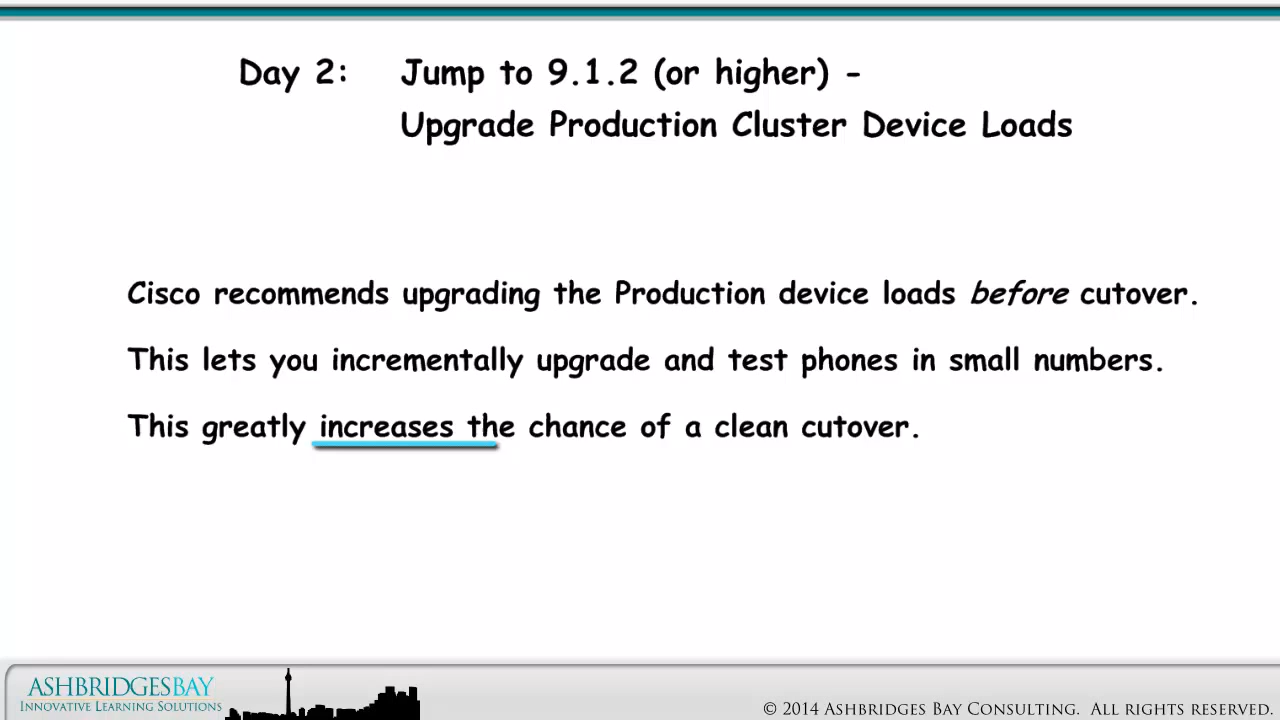 Day 2: Jump to 9.1.2 (or higher) -
Upgrade Production Cluster Device Loads
Cisco recommends upgrading the Production device loads before cutover.
This lets you incrementally upgrade and test phones in small numbers.
This greatly increases the chance of a clean cutover.
ASHBRIDGESBAY
INNOVATIVE LEARNING SOLUTIONS
© 2014 ASHBRIDGES BAY CONSULTING. ALL RIGHTS RESERVED.